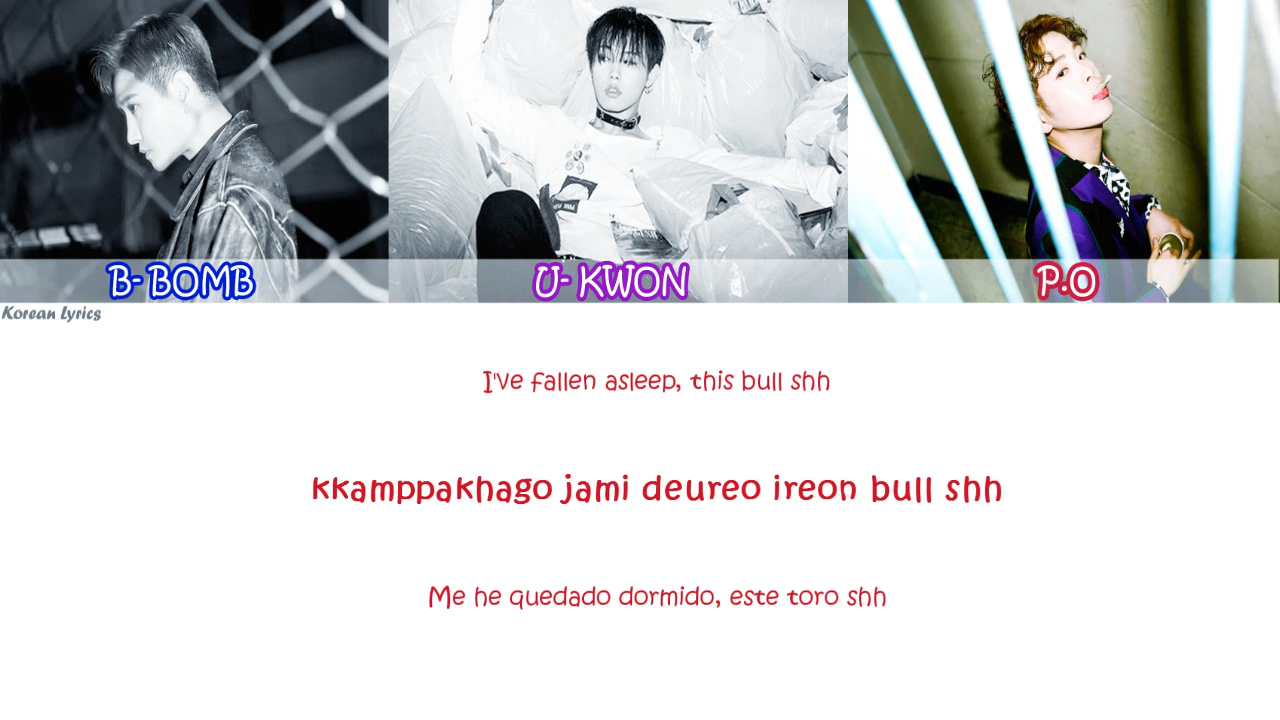 B-BOMB
U-KWON
P.O
Korean Lyrics
I've fallen asleep, this bull shh
kkamppakhago jami deureo ireon bull shh
Me he quedado dormido, este toro shh